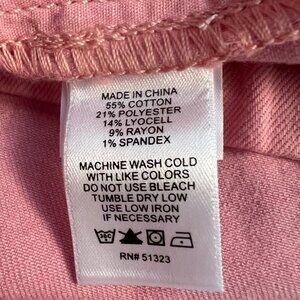 MADE IN CHINA
55% COTTON
21% POLYESTER
14% LYOCELL
9% RAYON
1% SPANDEX
MACHINE WASH COLD
WITH LIKE COLORS
DO NOT USE BLEACH
TUMBLE DRY LOW
USE LOW IRON
IF NECESSARY
30C
RN# 51323